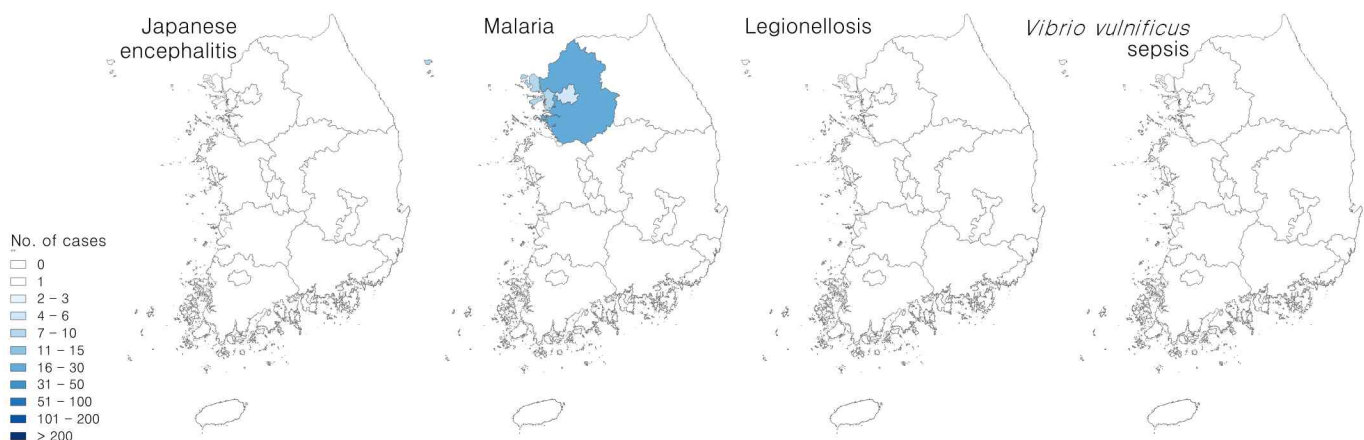 Japanese
encephalitis
Malaria
Legionellosis
Vibrio vulnificus
sepsis
No. of cases
0
1
2 – 3
4 – 6
7 – 10
11 – 15
16 – 30
31 – 50
51 – 100
101 – 200
> 200